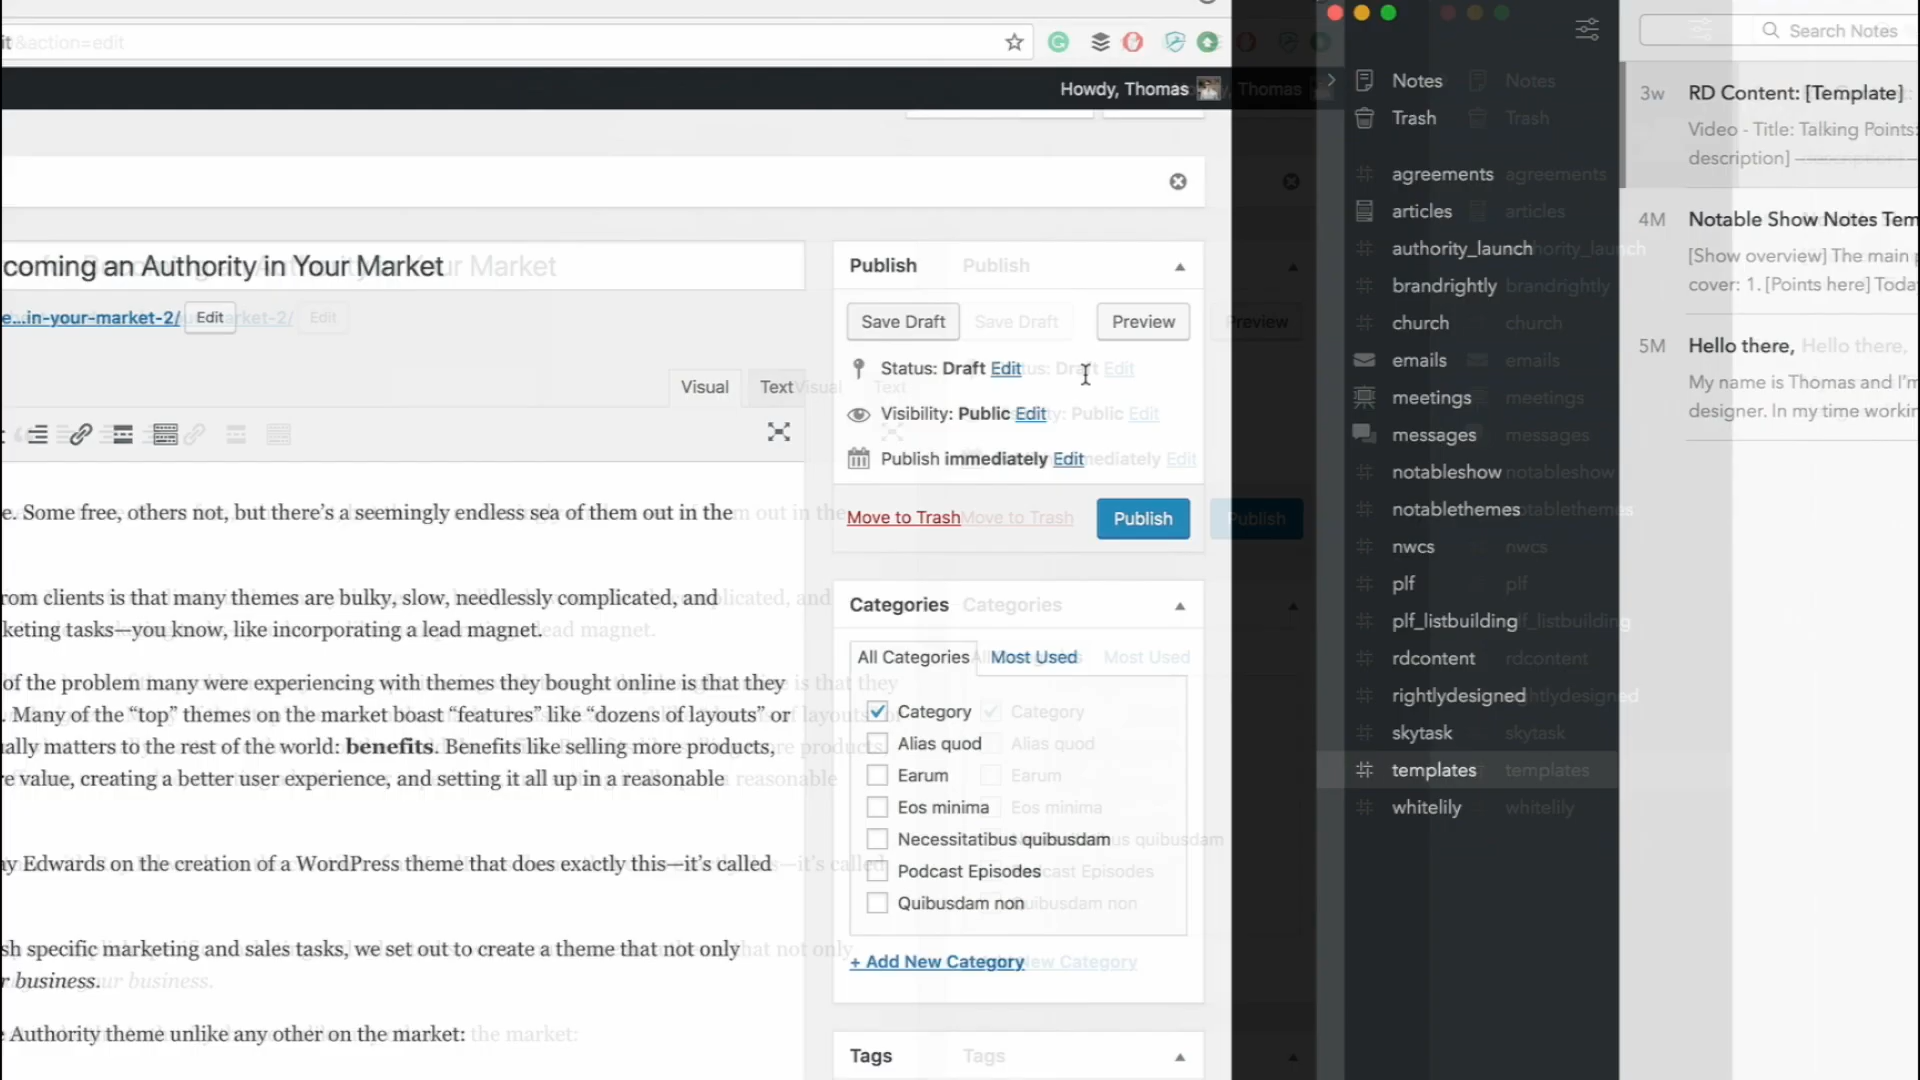 it&action=edit
Howdy, Thomas
coming an Authority in Your Market
e...in-your-market-2/ Edit
Visual Text
e. Some free, others not, but there's a seemingly endless sea of them out in the
rom clients is that many themes are bulky, slow, needlessly complicated, and
keting tasks—you know, like incorporating a lead magnet.
of the problem many were experiencing with themes they bought online is that they
. Many of the “top” themes on the market boast “features” like “dozens of layouts” or
ally matters to the rest of the world: benefits. Benefits like selling more products,
e value, creating a better user experience, and setting it all up in a reasonable
y Edwards on the creation of a WordPress theme that does exactly this—it's called
sh specific marketing and sales tasks, we set out to create a theme that not only
r business.
e Authority theme unlike any other on the market:
Publish
Save Draft Preview
Status: Draft Edit
Visibility: Public Edit
Publish immediately Edit
Move to Trash Publish
Categories
All Categories Most Used
Category
Alias quod
Earum
Eos minima
Necessitatibus quibusdam
Podcast Episodes
Quibusdam non
+ Add New Category
Tags
Notes
Trash
agreements
articles
authority_launch
brandrightly
church
emails
meetings
messages
notableshow
notablethemes
nwcs
plf
plf_listbuilding
rdcontent
rightlydesigned
skytask
templates
whitelily
Search Notes
3w RD Content: [Template]
Video - Title: Talking Points:
description]
4M Notable Show Notes Tem
[Show overview] The main p
cover: 1. [Points here] Toda
5M Hello there,
My name is Thomas and I'm
designer. In my time workin